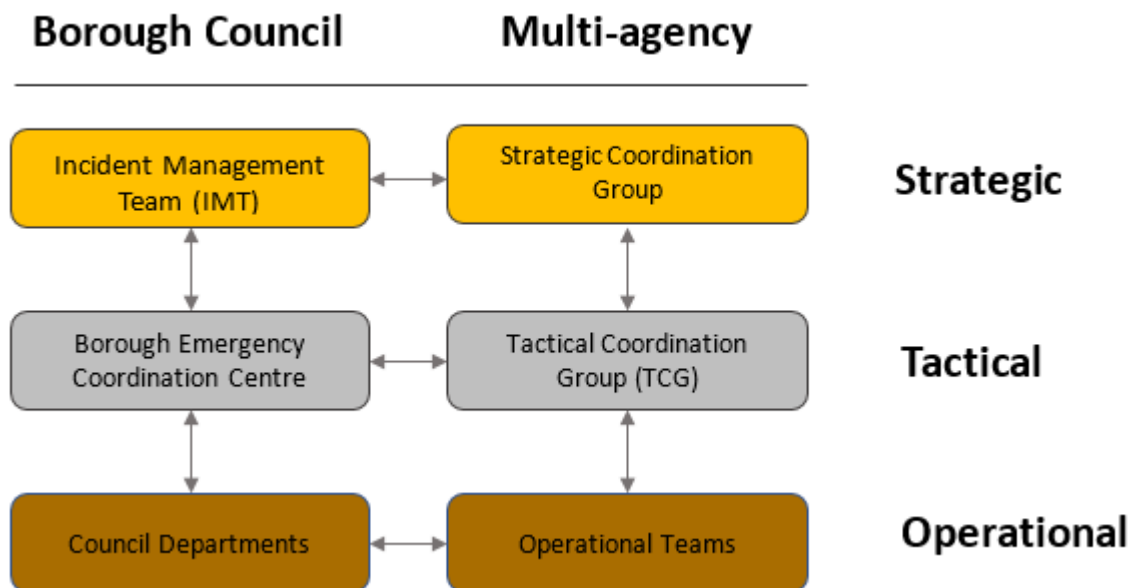 Borough Council
Multi-agency
Incident Management
Team (IMT)
Strategic Coordination
Group
Strategic
Borough Emergency
Coordination Centre
Tactical Coordination
Group (TCG)
Tactical
Council Departments
Operational Teams
Operational